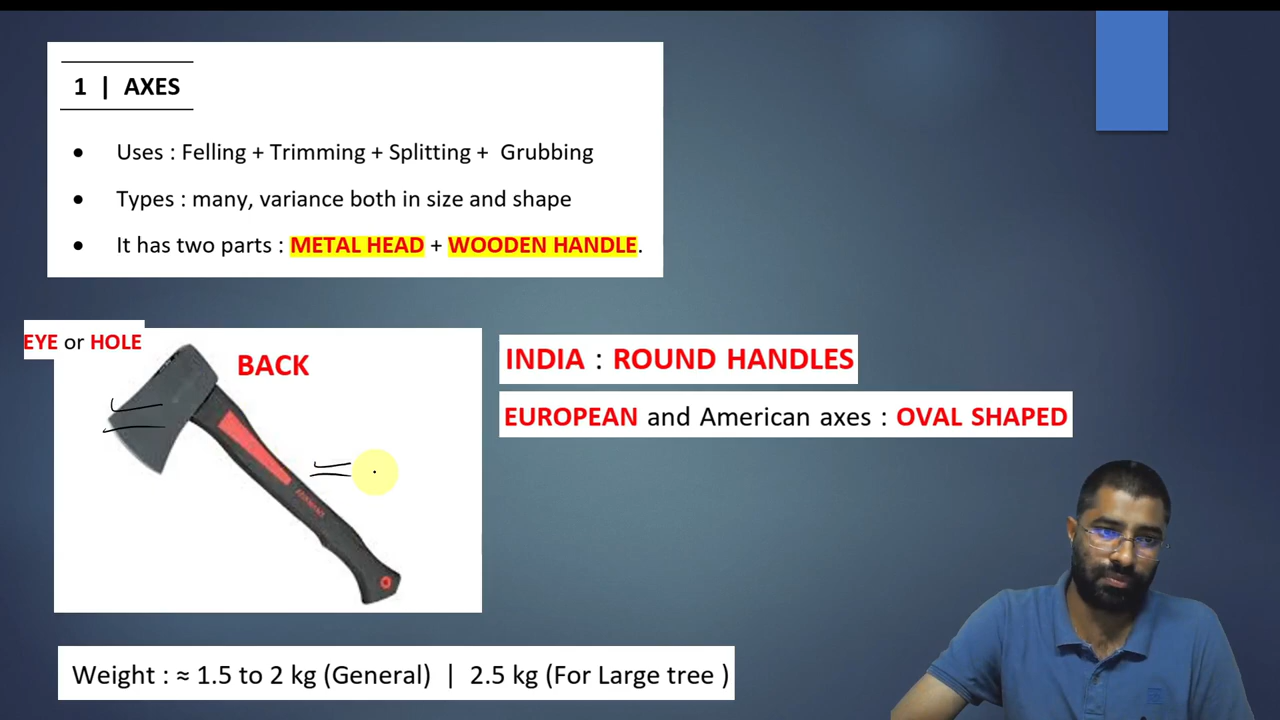 1 | AXES
• Uses : Felling + Trimming + Splitting + Grubbing
• Types : many, variance both in size and shape
• It has two parts : METAL HEAD + WOODEN HANDLE.
EYE or HOLE
BACK
INDIA : ROUND HANDLES
EUROPEAN and American axes : OVAL SHAPED
Weight : ≈ 1.5 to 2 kg (General) | 2.5 kg (For Large tree )